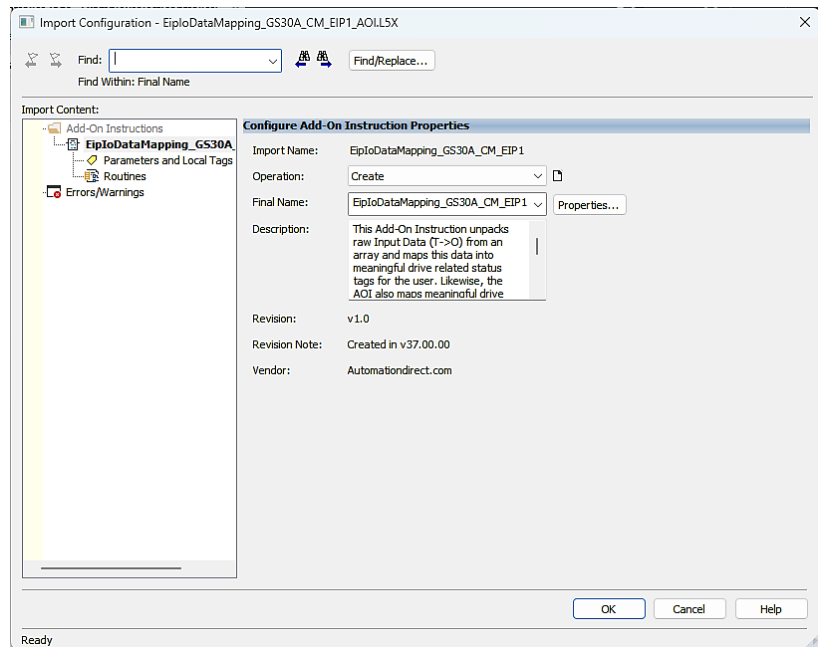 Import Configuration - EipIoDataMapping_GS30A_CM_EIP1_AOI.L5X
Find:
Find/Replace...
Find Within: Final Name
Import Content:
Add-On Instructions
EipIoDataMapping_GS30A_
Parameters and Local Tags
Routines
Errors/Warnings
Configure Add-On Instruction Properties
Import Name: EipIoDataMapping_GS30A_CM_EIP1
Operation: Create
Final Name: EipIoDataMapping_GS30A_CM_EIP1 Properties...
Description: This Add-On Instruction unpacks
raw Input Data (T->O) from an
array and maps this data into
meaningful drive related status
tags for the user. Likewise, the
AOI also maps meaningful drive
Revision: v1.0
Revision Note: Created in v37.00.00
Vendor: Automationdirect.com
OK Cancel Help
Ready